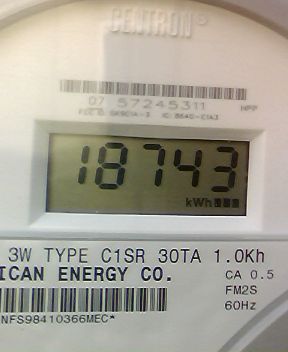 CENTRON®
07 57245311
HPP
18743
kWh
3W TYPE C1SR 30TA 1.0Kh
ICAN ENERGY CO.
CA 0.5
FM2S
60Hz
NFS98410366MEC*